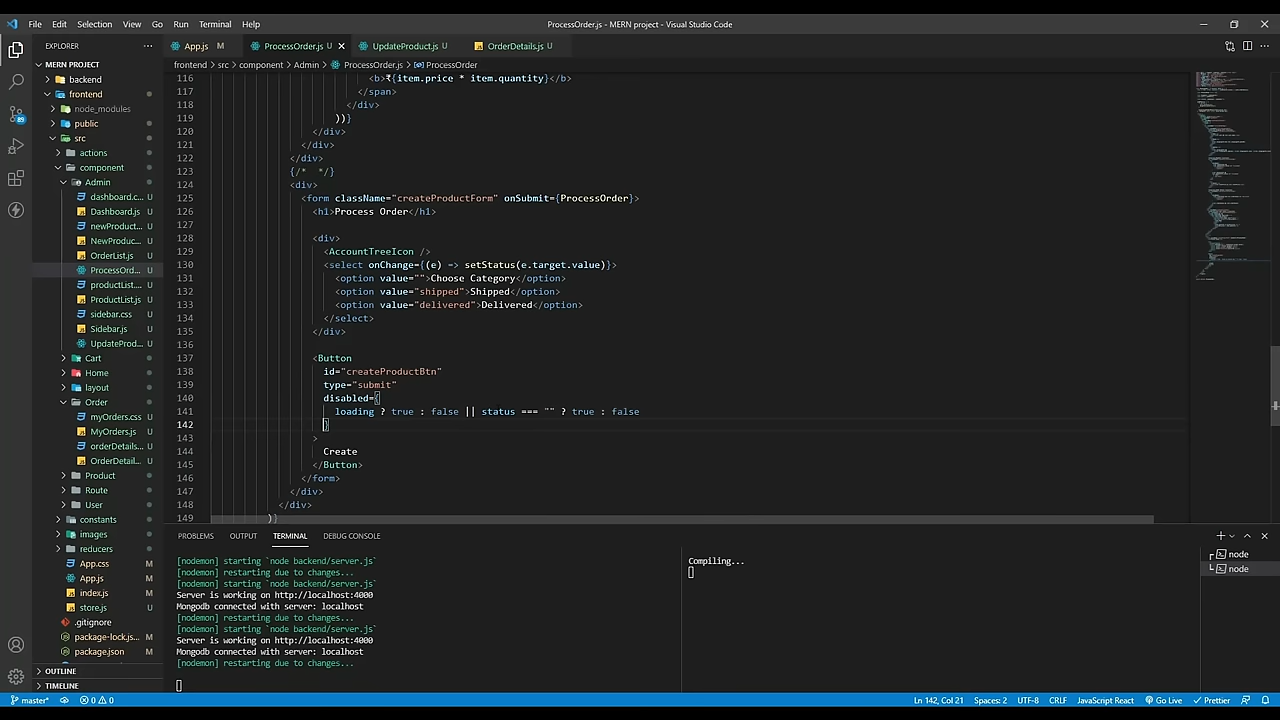 File Edit Selection View Go Run Terminal Help ProcessOrder.js - MERN project - Visual Studio Code
EXPLORER
App.js M ProcessOrder.js U UpdateProduct.js U OrderDetails.js U
frontend > src > component > Admin > ProcessOrder.js > ProcessOrder
MERN PROJECT
backend
frontend
node_modules
public
src
actions
component
Admin
dashboard.c... U
Dashboard.js U
newProduc... U
NewProduc... U
OrderList.js U
ProcessOrd... U
productList.... U
ProductList.js U
sidebar.css U
Sidebar.js U
UpdateProd... U
Cart
Home
layout
Order
myOrders.css U
MyOrders.js U
orderDetails... U
OrderDetail... U
Product
Route
User
constants
images
reducers
App.css M
App.js M
index.js M
store.js U
.gitignore
package-lock.js... M
package.json M
OUTLINE
TIMELINE
89
116 <b>₹{item.price * item.quantity}</b>
117 </span>
118 </div>
119 ))}
120 </div>
121 </div>
122 </div>
123 {/* */}
124 <div>
125 <form className="createProductForm" onSubmit={ProcessOrder}>
126 <h1>Process Order</h1>
127
128 <div>
129 <AccountTreeIcon />
130 <select onChange={(e) => setStatus(e.target.value)}>
131 <option value="">Choose Category</option>
132 <option value="shipped">Shipped</option>
133 <option value="delivered">Delivered</option>
134 </select>
135 </div>
136
137 <Button
138 id="createProductBtn"
139 type="submit"
140 disabled={
141 loading ? true : false || status === "" ? true : false
142 }
143 >
144 Create
145 </Button>
146 </form>
147 </div>
148 </div>
149 )}
PROBLEMS OUTPUT TERMINAL DEBUG CONSOLE
[nodemon] starting `node backend/server.js`
[nodemon] restarting due to changes...
[nodemon] starting `node backend/server.js`
Server is working on http://localhost:4000
Mongodb connected with server: localhost
[nodemon] restarting due to changes...
[nodemon] starting `node backend/server.js`
Server is working on http://localhost:4000
Mongodb connected with server: localhost
[nodemon] restarting due to changes...
Compiling...
node
node
master* 0 0 Ln 142, Col 21 Spaces: 2 UTF-8 CRLF JavaScript React Go Live Prettier